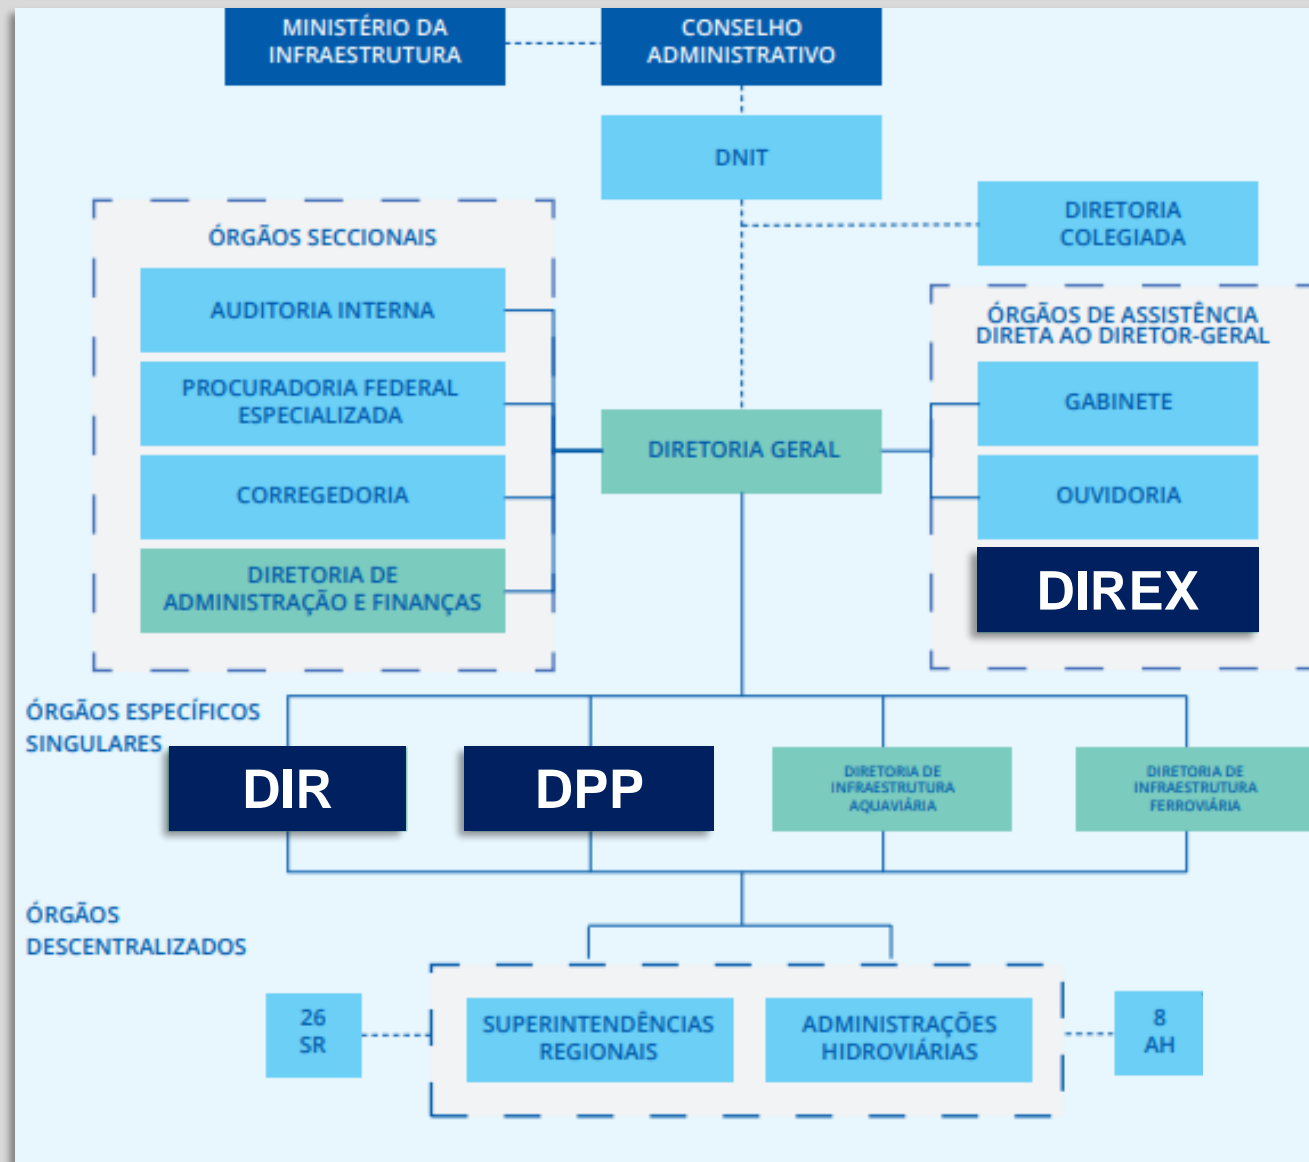 MINISTÉRIO DA
INFRAESTRUTURA
CONSELHO
ADMINISTRATIVO
DNIT
DIRETORIA
COLEGIADA
ÓRGÃOS SECCIONAIS
AUDITORIA INTERNA
PROCURADORIA FEDERAL
ESPECIALIZADA
CORREGEDORIA
DIRETORIA DE
ADMINISTRAÇÃO E FINANÇAS
DIRETORIA GERAL
ÓRGÃOS DE ASSISTÊNCIA
DIRETA AO DIRETOR-GERAL
GABINETE
OUVIDORIA
DIREX
ÓRGÃOS ESPECÍFICOS
SINGULARES
DIR
DPP
DIRETORIA DE
INFRAESTRUTURA
AQUAVIÁRIA
DIRETORIA DE
INFRAESTRUTURA
FERROVIÁRIA
ÓRGÃOS
DESCENTRALIZADOS
26
SR
SUPERINTENDÊNCIAS
REGIONAIS
ADMINISTRAÇÕES
HIDROVIÁRIAS
8
AH